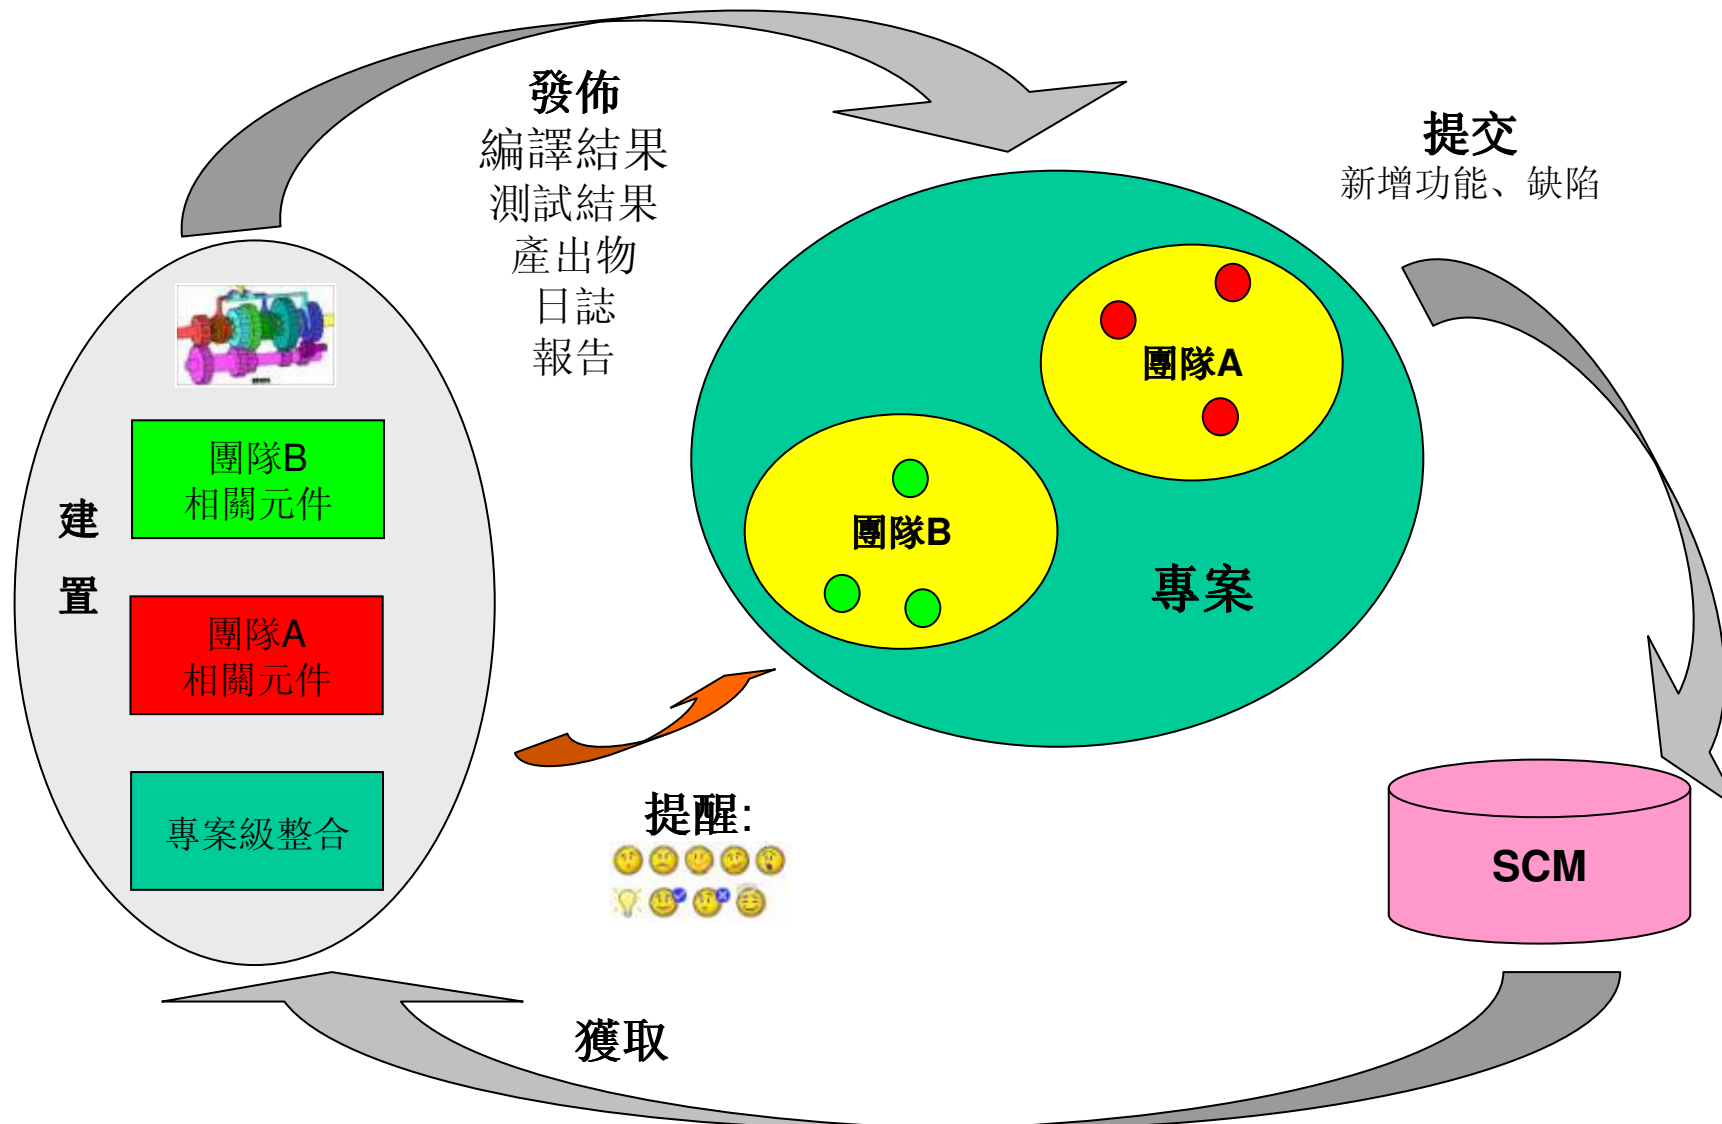 發佈
編譯結果
測試結果
產出物
日誌
報告
提交
新增功能、缺陷
團隊A
團隊B
專案
建
置
團隊B
相關元件
團隊A
相關元件
專案級整合
提醒:
SCM
獲取